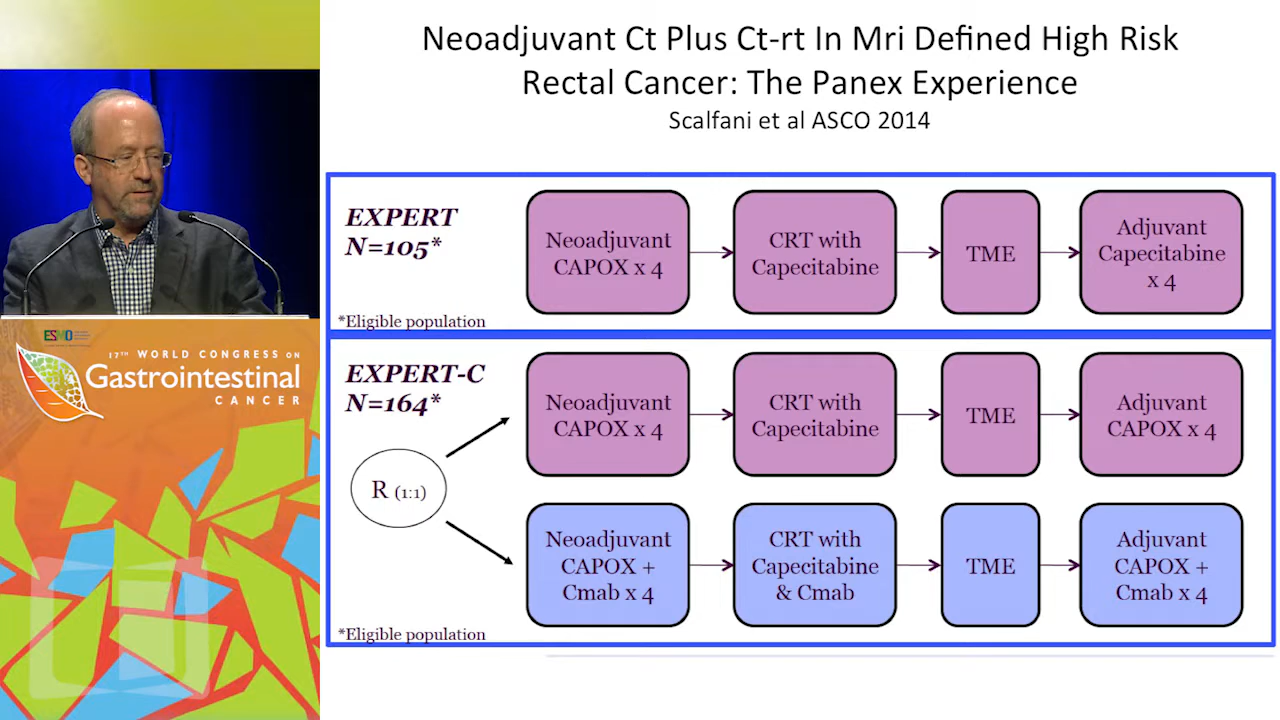 Neoadjuvant Ct Plus Ct-rt In Mri Defined High Risk
Rectal Cancer: The Panex Experience
Scalfani et al ASCO 2014
EXPERT
N=105*
Neoadjuvant
CAPOX x 4
CRT with
Capecitabine
TME
Adjuvant
Capecitabine
x 4
*Eligible population
EXPERT-C
N=164*
R (1:1)
Neoadjuvant
CAPOX x 4
CRT with
Capecitabine
TME
Adjuvant
CAPOX x 4
Neoadjuvant
CAPOX +
Cmab x 4
CRT with
Capecitabine
& Cmab
TME
Adjuvant
CAPOX +
Cmab x 4
*Eligible population
ESMO
17TH WORLD CONGRESS ON
Gastrointestinal
CANCER